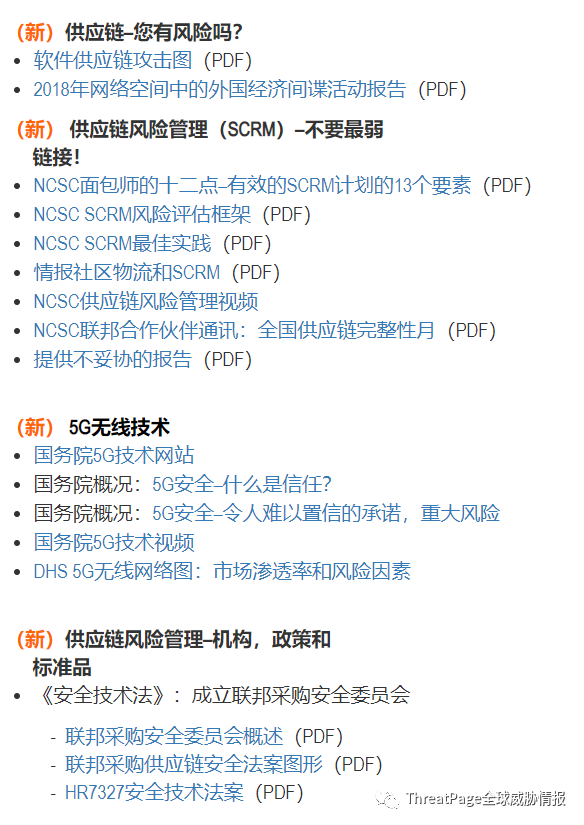 （新）供应链–您有风险吗？
• 软件供应链攻击图（PDF）
• 2018年网络空间中的外国经济间谍活动报告（PDF）
（新） 供应链风险管理（SCRM）–不要最弱
链接！
• NCSC面包师的十二点–有效的SCRM计划的13个要素（PDF）
• NCSC SCRM风险评估框架（PDF）
• NCSC SCRM最佳实践（PDF）
• 情报社区物流和SCRM（PDF）
• NCSC供应链风险管理视频
• NCSC联邦合作伙伴通讯：全国供应链完整性月（PDF）
• 提供不妥协的报告（PDF）
（新） 5G无线技术
• 国务院5G技术网站
• 国务院概况：5G安全–什么是信任？
• 国务院概况：5G安全–令人难以置信的承诺，重大风险
• 国务院5G技术视频
• DHS 5G无线网络图：市场渗透率和风险因素
（新）供应链风险管理–机构，政策和
标准品
• 《安全技术法》：成立联邦采购安全委员会
- 联邦采购安全委员会概述（PDF）
- 联邦采购供应链安全法案图形（PDF）
- HR7327安全技术法案（PDF）
ThreatPage全球威胁情报